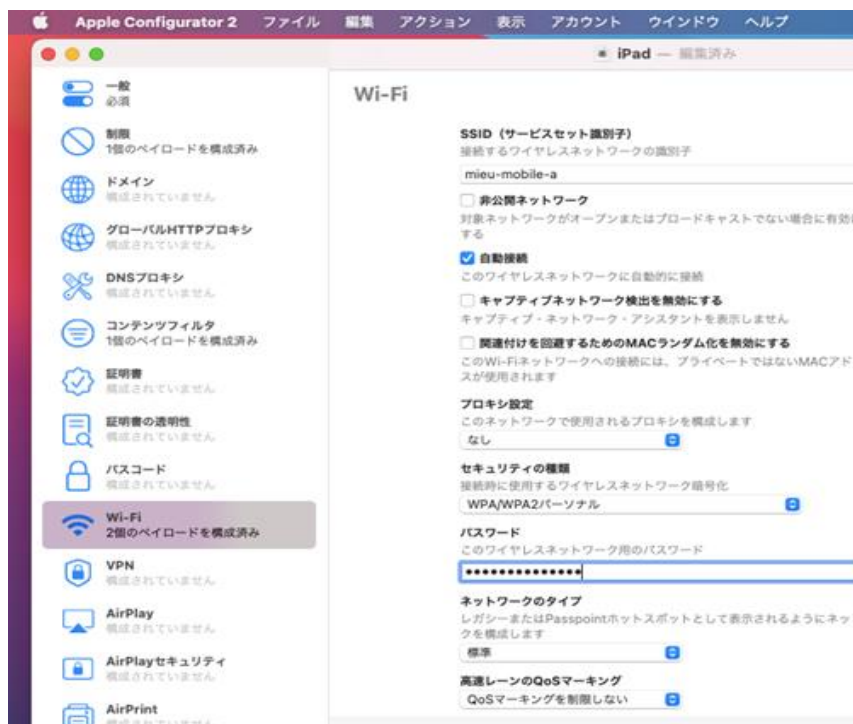 Apple Configurator 2 ファイル 編集 アクション 表示 アカウント ウインドウ ヘルプ
iPad — 編集済み
一般
必須
制限
1個のペイロードを構成済み
ドメイン
構成されていません
グローバルHTTPプロキシ
構成されていません
DNSプロキシ
構成されていません
コンテンツフィルタ
1個のペイロードを構成済み
証明書
構成されていません
証明書の透明性
構成されていません
パスコード
構成されていません
Wi-Fi
2個のペイロードを構成済み
VPN
構成されていません
AirPlay
構成されていません
AirPlayセキュリティ
構成されていません
AirPrint
Wi-Fi
SSID（サービスセット識別子）
接続するワイヤレスネットワークの識別子
mieu-mobile-a
非公開ネットワーク
対象ネットワークがオープンまたはブロードキャストでない場合に有効に
する
自動接続
このワイヤレスネットワークに自動的に接続
キャプティブネットワーク検出を無効にする
キャプティブ・ネットワーク・アシスタントを表示しません
関連付けを回避するためのMACランダム化を無効にする
このWi-Fiネットワークへの接続には、プライベートではないMACアド
スが使用されます
プロキシ設定
このネットワークで使用されるプロキシを構成します
なし
セキュリティの種類
接続時に使用するワイヤレスネットワーク暗号化
WPA/WPA2パーソナル
パスワード
このワイヤレスネットワーク用のパスワード
••••••••••••••
ネットワークのタイプ
レガシーまたはPasspointホットスポットとして表示されるようにネッ
クを構成します
標準
高速レーンのQoSマーキング
QoSマーキングを制限しない